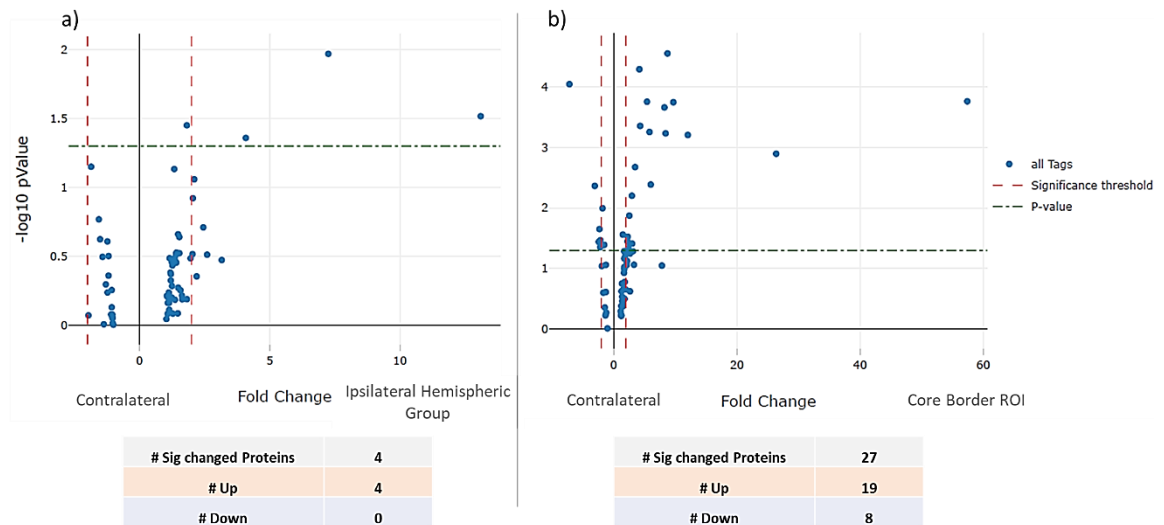 a)
-log10 pValue
2
1.5
1
0.5
0
0
5
10
Contralateral
Fold Change
Ipsilateral Hemispheric
Group
# Sig changed Proteins 4
# Up 4
# Down 0
b)
4
3
2
1
0
0
20
40
60
Contralateral
Fold Change
Core Border ROI
all Tags
Significance threshold
P-value
# Sig changed Proteins 27
# Up 19
# Down 8